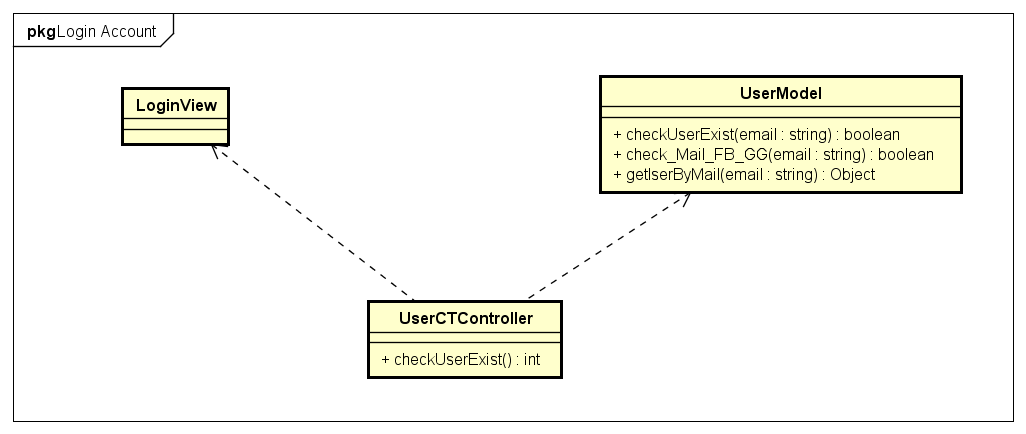 pkgLogin Account
LoginView
UserModel
+ checkUserExist(email : string) : boolean
+ check_Mail_FB_GG(email : string) : boolean
+ getIserByMail(email : string) : Object
UserCTController
+ checkUserExist() : int